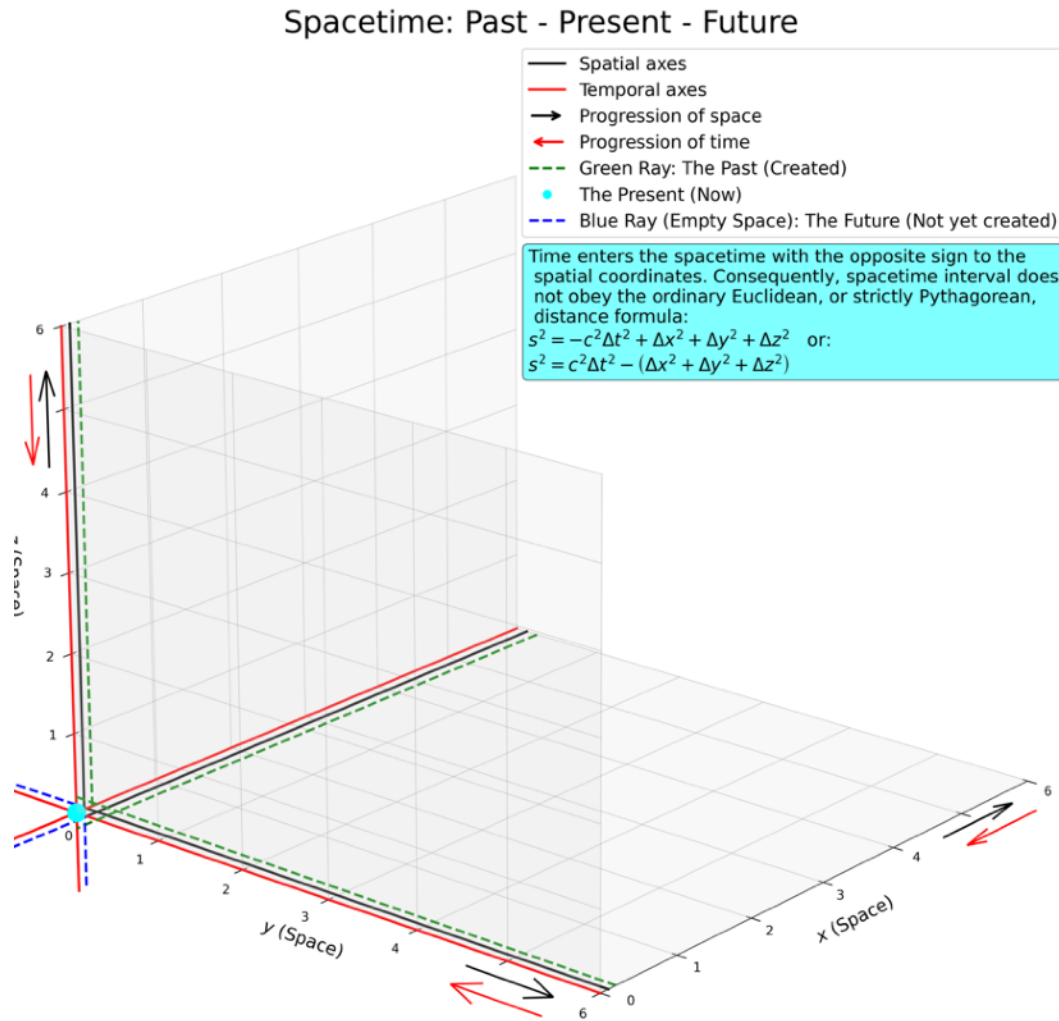 Spacetime: Past - Present - Future
Spatial axes
Temporal axes
Progression of space
Progression of time
Green Ray: The Past (Created)
The Present (Now)
Blue Ray (Empty Space): The Future (Not yet created)
Time enters the spacetime with the opposite sign to the
spatial coordinates. Consequently, spacetime interval does
not obey the ordinary Euclidean, or strictly Pythagorean,
distance formula:
s² = −c²Δt² + Δx² + Δy² + Δz² or:
s² = c²Δt² − (Δx² + Δy² + Δz²)
6
4
3
2
1
0
1
2
3
4
6
y (Space)
0
1
2
3
4
6
x (Space)